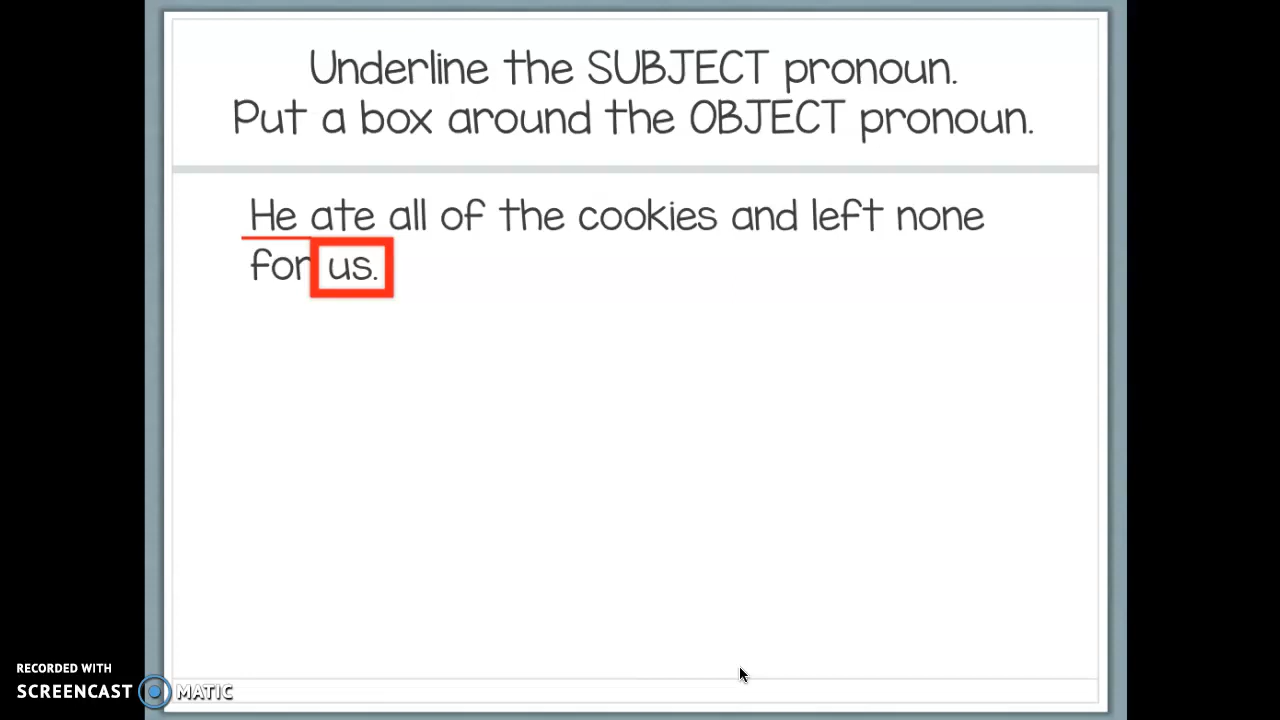 Underline the SUBJECT pronoun.
Put a box around the OBJECT pronoun.
He ate all of the cookies and left none
for us.
RECORDED WITH
SCREENCAST MATIC